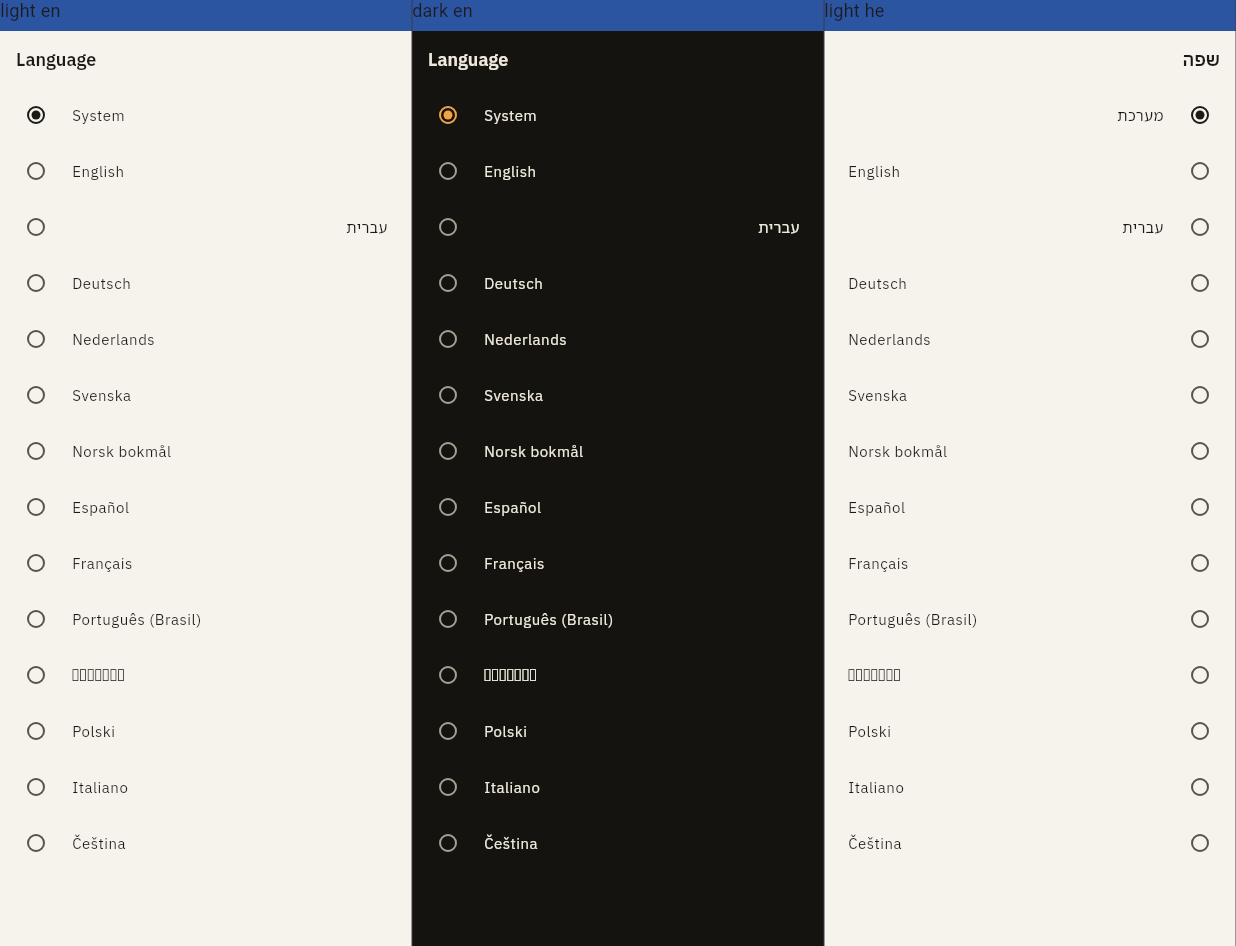 light en
Language
System
English
עברית
Deutsch
Nederlands
Svenska
Norsk bokmål
Español
Français
Português (Brasil)
Polski
Italiano
Čeština
dark en
Language
System
English
עברית
Deutsch
Nederlands
Svenska
Norsk bokmål
Español
Français
Português (Brasil)
Polski
Italiano
Čeština
light he
שפה
מערכת
English
עברית
Deutsch
Nederlands
Svenska
Norsk bokmål
Español
Français
Português (Brasil)
Polski
Italiano
Čeština